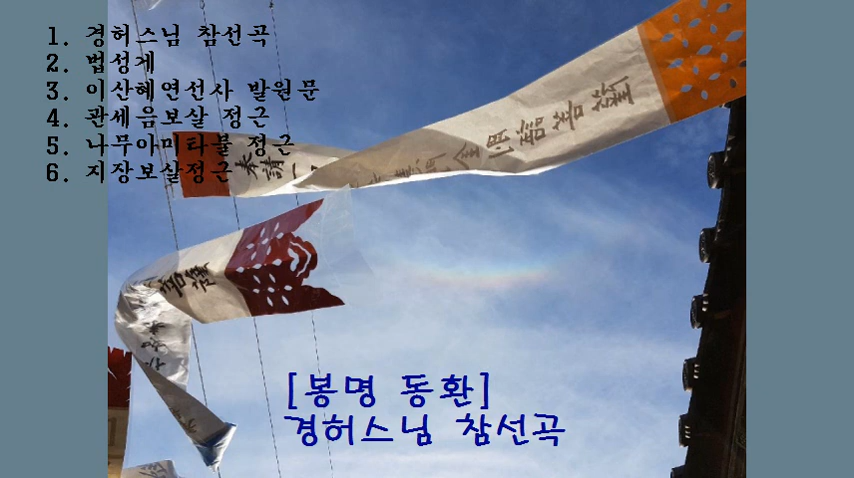 1. 경허스님 참선곡
2. 법성게
3. 이산혜연선사 발원문
4. 관세음보살 정근
5. 나무아미타불 정근
6. 지장보살정근
奉請
[봉명 동환]
경허스님 참선곡